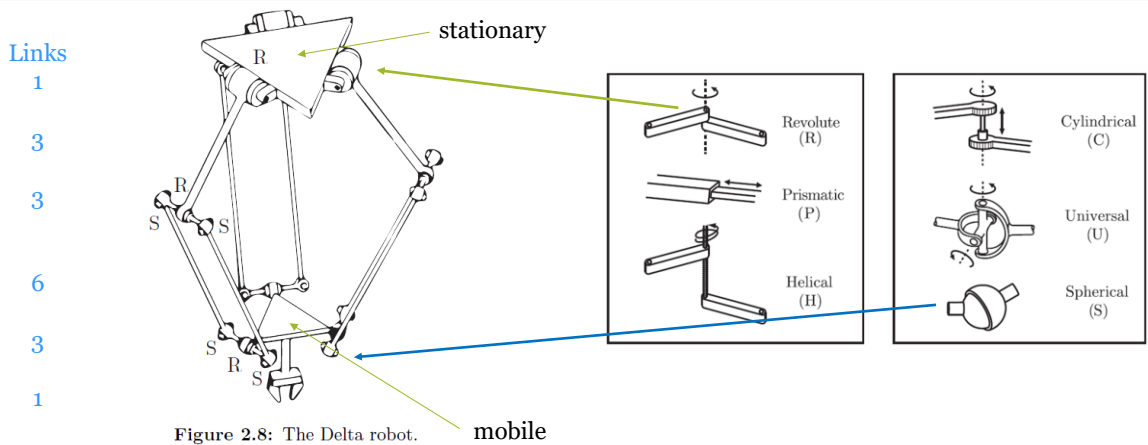 stationary
Links
1
3
3
6
3
1
R
R
S
S
S
R
S
Revolute
(R)
Prismatic
(P)
Helical
(H)
Cylindrical
(C)
Universal
(U)
Spherical
(S)
Figure 2.8: The Delta robot.
mobile